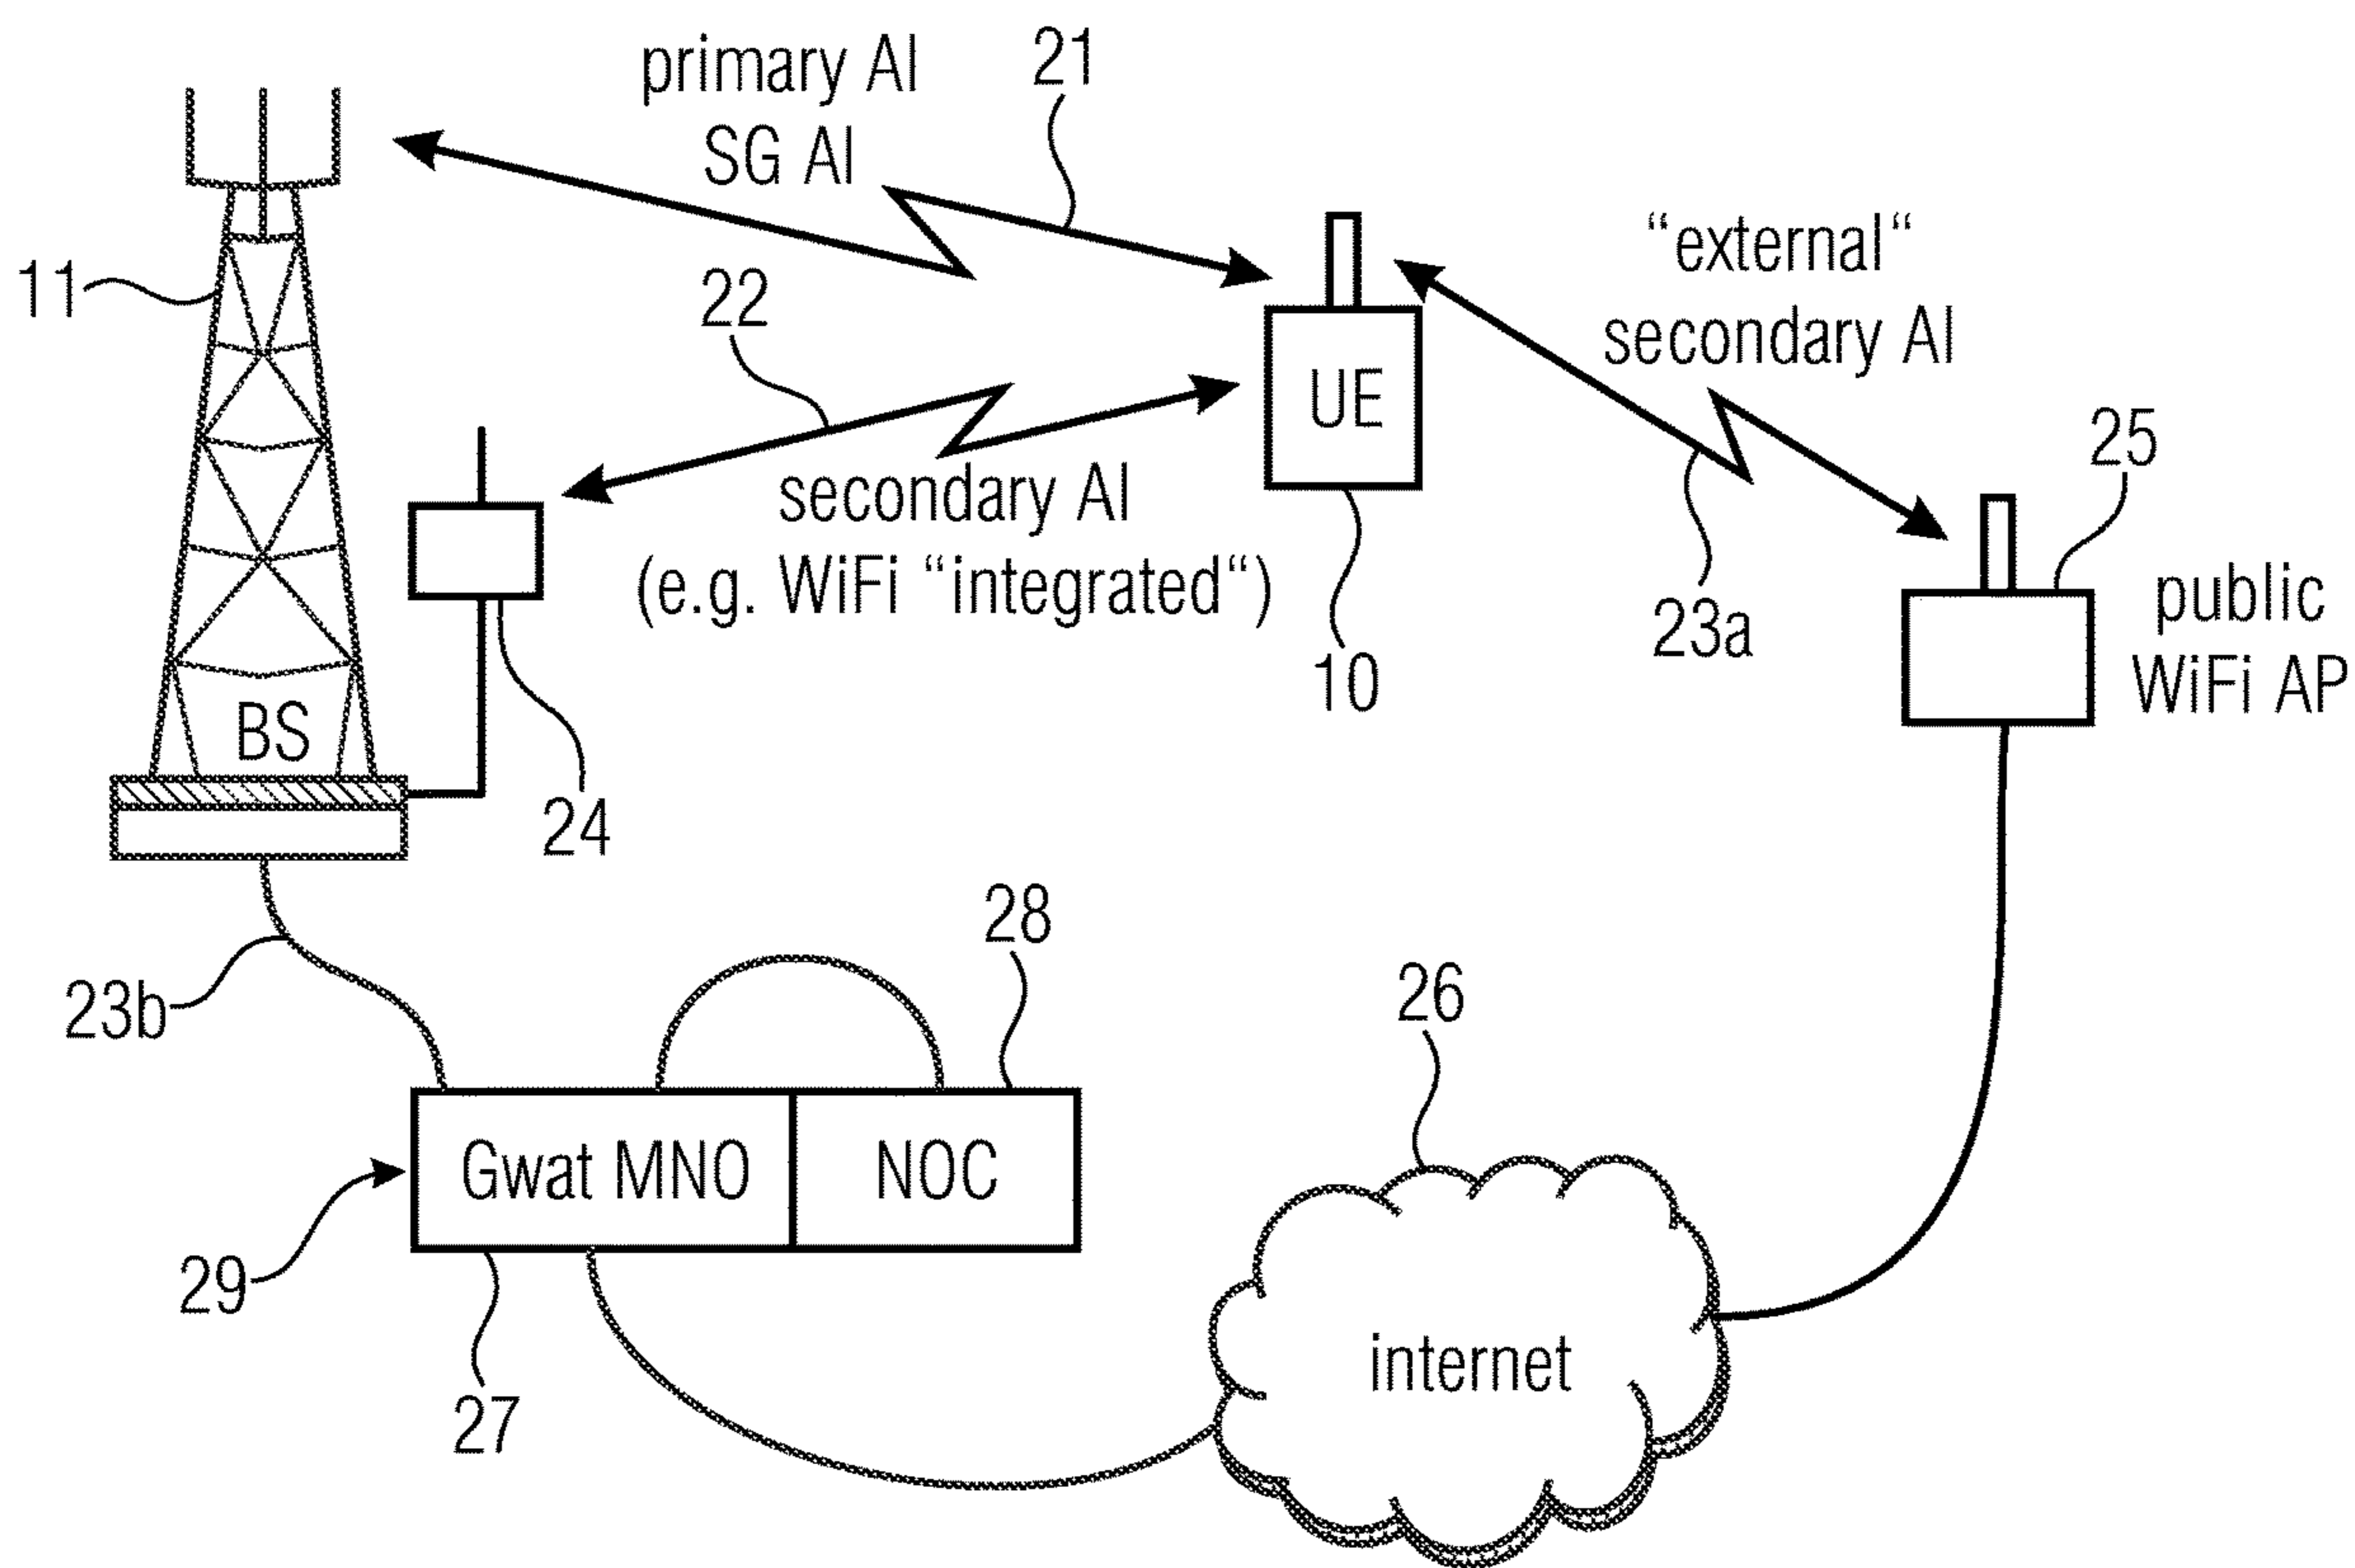 primary AI
SG AI
21
11
22
“external“
secondary AI
UE
25
secondary AI
(e.g. WiFi “integrated“)
23a
10
public
WiFi AP
BS
24
28
23b
26
Gwat MNO
NOC
29
27
internet